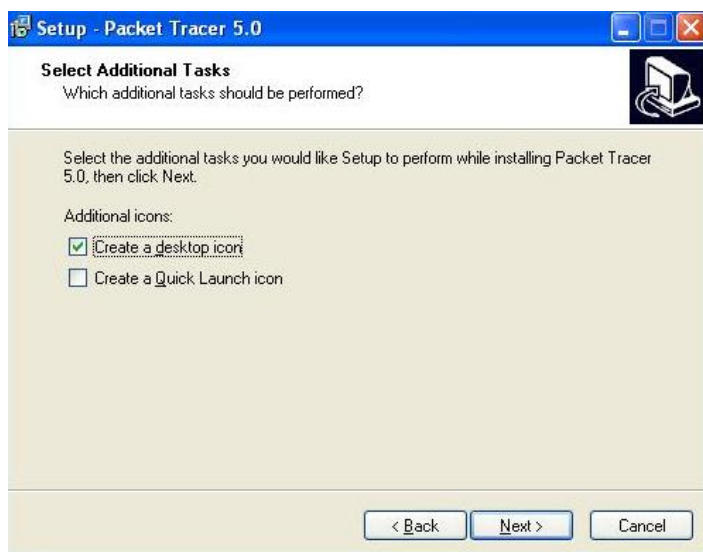 Setup - Packet Tracer 5.0
Select Additional Tasks
Which additional tasks should be performed?
Select the additional tasks you would like Setup to perform while installing Packet Tracer
5.0, then click Next.
Additional icons:
Create a desktop icon
Create a Quick Launch icon
< Back Next > Cancel